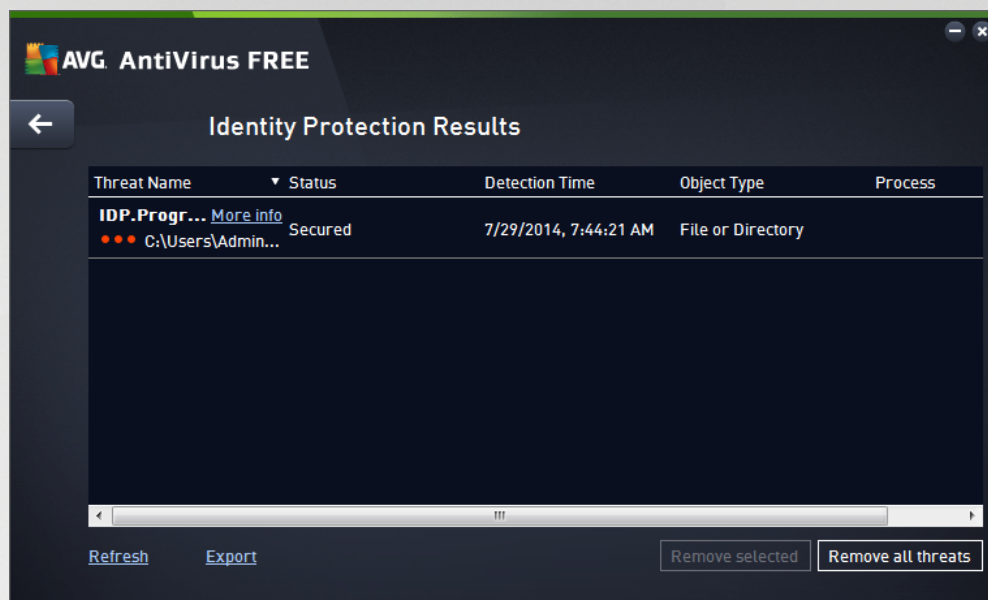 AVG. AntiVirus FREE
Identity Protection Results
Threat Name Status Detection Time Object Type Process
IDP.Progr... More info
Secured 7/29/2014, 7:44:21 AM File or Directory
C:\Users\Admin...
Refresh Export Remove selected Remove all threats